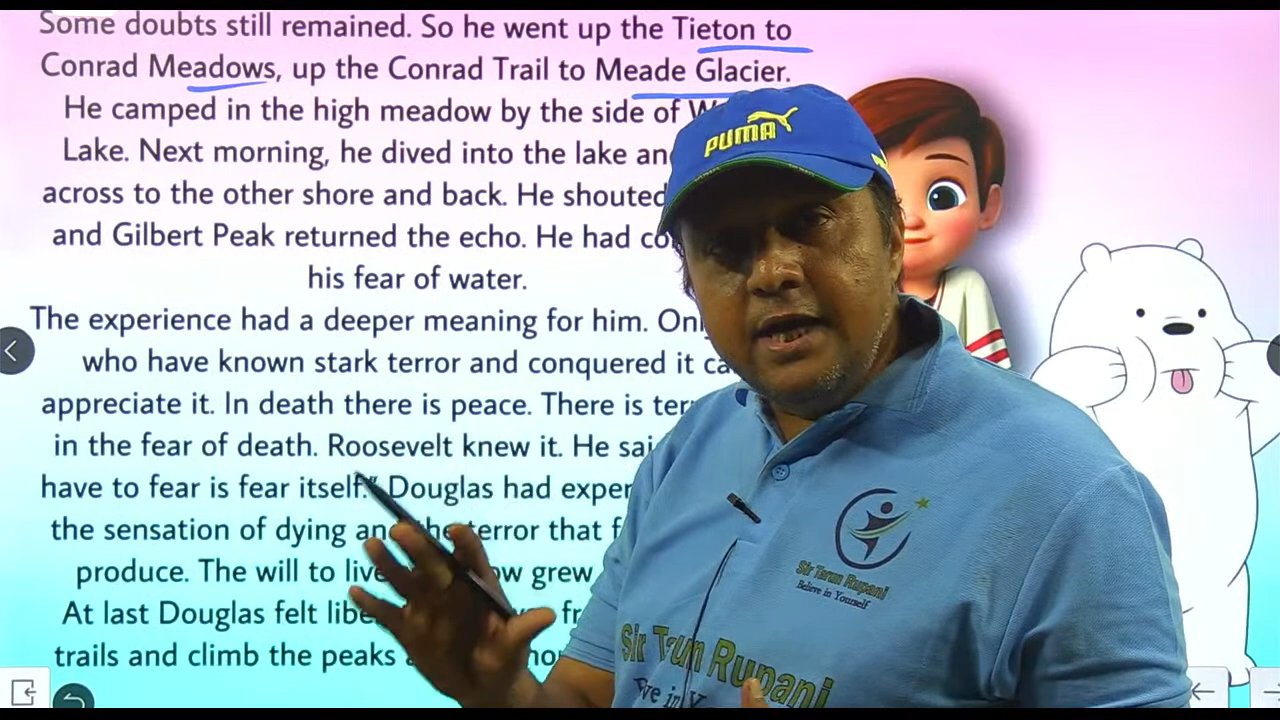 Some doubts still remained. So he went up the Tieton to
Conrad Meadows, up the Conrad Trail to Meade Glacier.
He camped in the high meadow by the side of
Lake. Next morning, he dived into the lake
across to the other shore and back. He shouted
and Gilbert Peak returned the echo. He had
his fear of water.
The experience had a deeper meaning for him.
who have known stark terror and conquered it
appreciate it. In death there is peace. There is
in the fear of death. Roosevelt knew it. He
have to fear is fear itself." Douglas had
the sensation of dying and the terror that
produce. The will to live grew
At last Douglas felt
trails and climb the peaks
PUMA
Sir Tarun Rupani
Believe in Yourself
Sir Tarun Rupani